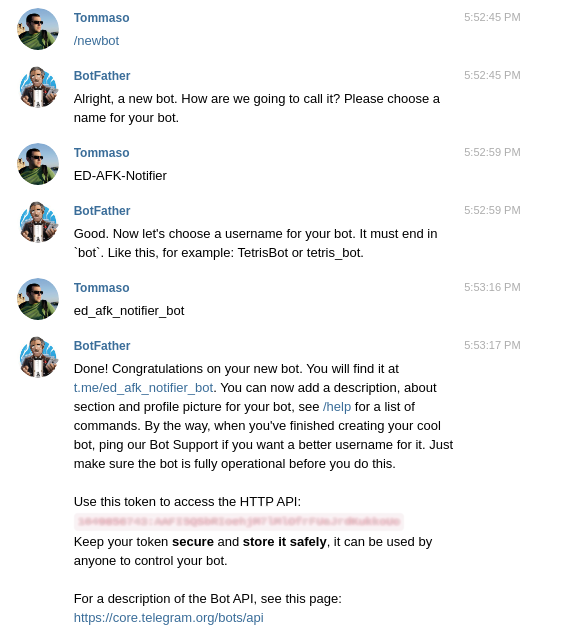 Tommaso 5:52:45 PM
/newbot
BotFather 5:52:45 PM
Alright, a new bot. How are we going to call it? Please choose a
name for your bot.
Tommaso 5:52:59 PM
ED-AFK-Notifier
BotFather 5:52:59 PM
Good. Now let's choose a username for your bot. It must end in
`bot`. Like this, for example: TetrisBot or tetris_bot.
Tommaso 5:53:16 PM
ed_afk_notifier_bot
BotFather 5:53:17 PM
Done! Congratulations on your new bot. You will find it at
t.me/ed_afk_notifier_bot. You can now add a description, about
section and profile picture for your bot, see /help for a list of
commands. By the way, when you've finished creating your cool
bot, ping our Bot Support if you want a better username for it. Just
make sure the bot is fully operational before you do this.
Use this token to access the HTTP API:
Keep your token secure and store it safely, it can be used by
anyone to control your bot.
For a description of the Bot API, see this page:
https://core.telegram.org/bots/api